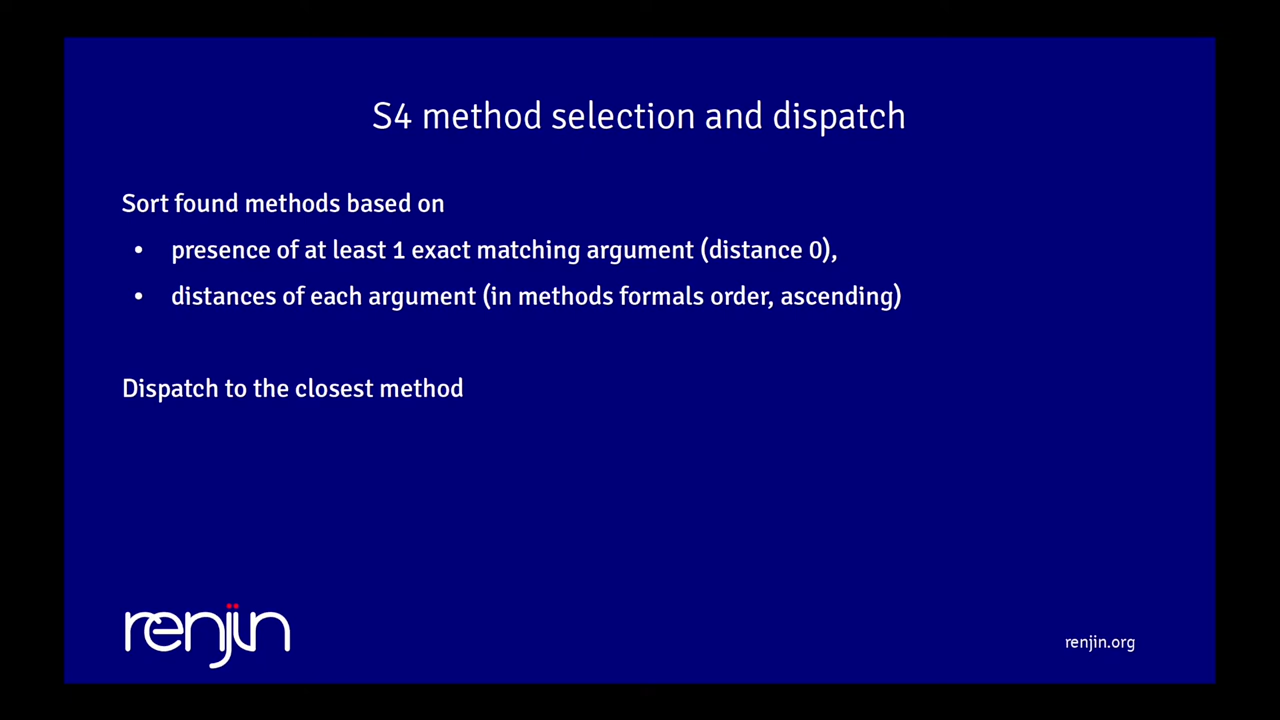 S4 method selection and dispatch
Sort found methods based on
• presence of at least 1 exact matching argument (distance 0),
• distances of each argument (in methods formals order, ascending)
Dispatch to the closest method
renjin
renjin.org